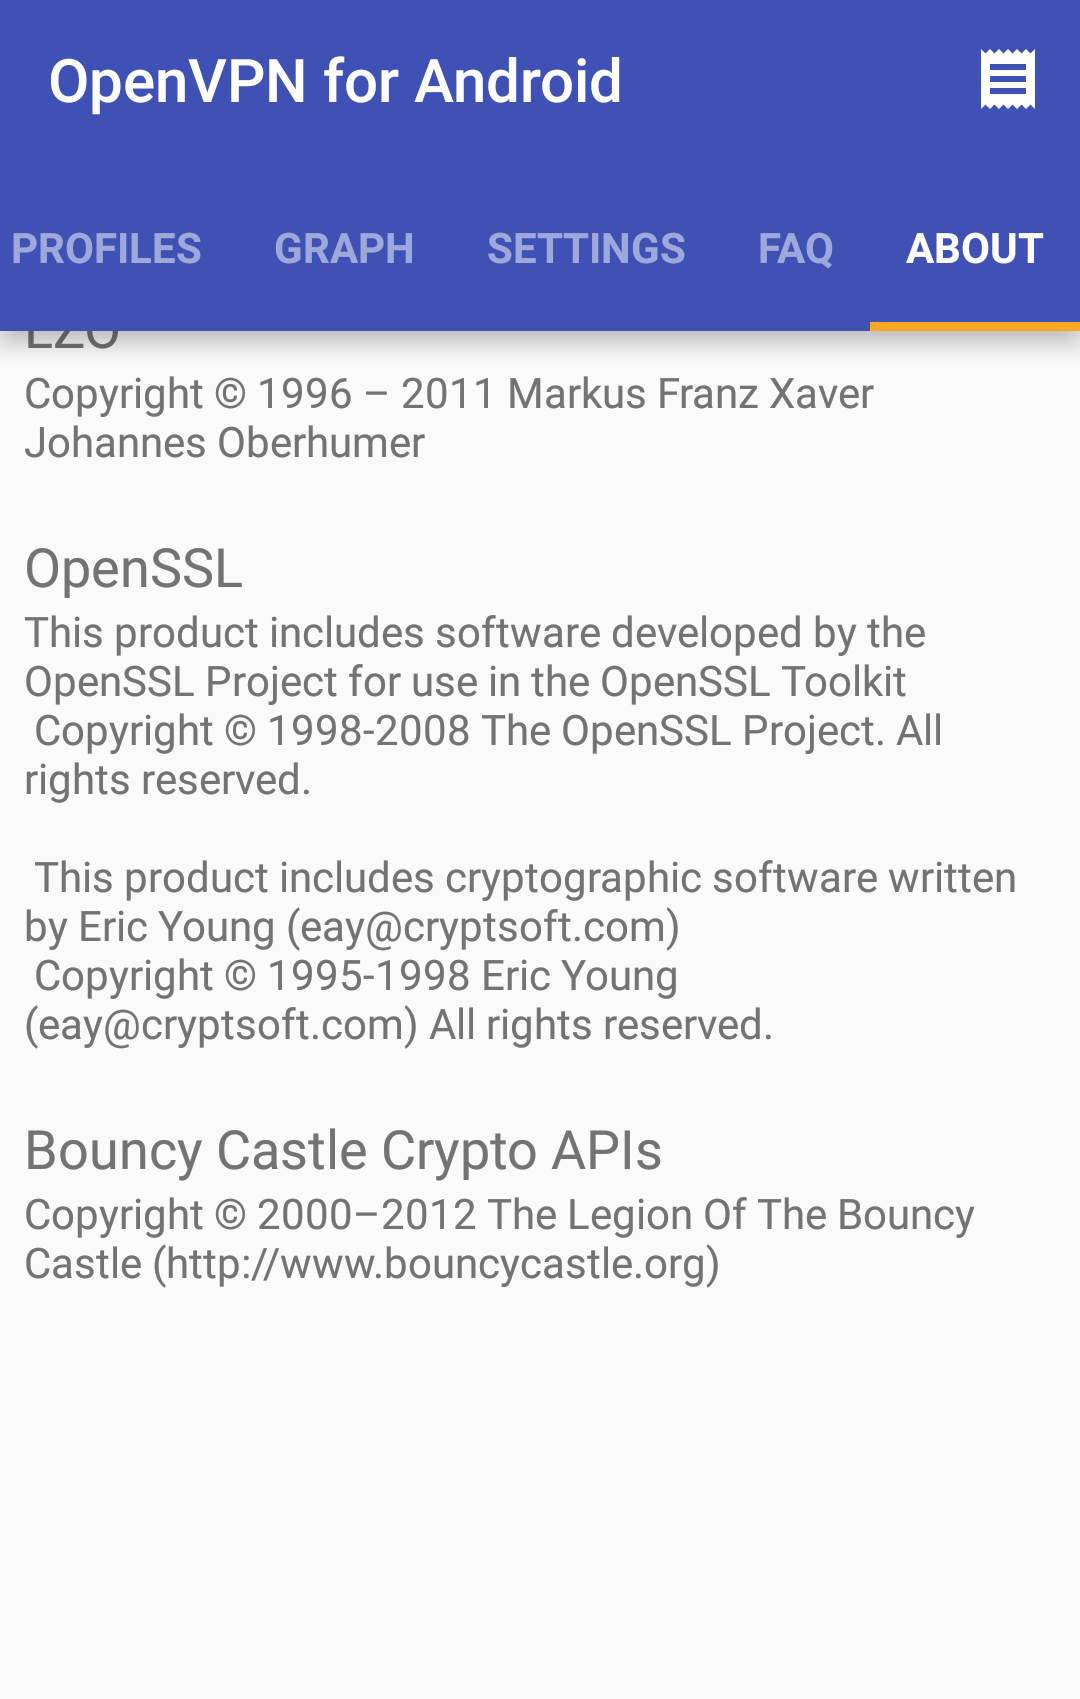 OpenVPN for Android
PROFILES GRAPH SETTINGS FAQ ABOUT
LZO
Copyright © 1996 – 2011 Markus Franz Xaver
Johannes Oberhumer
OpenSSL
This product includes software developed by the
OpenSSL Project for use in the OpenSSL Toolkit
Copyright © 1998-2008 The OpenSSL Project. All
rights reserved.
This product includes cryptographic software written
by Eric Young (eay@cryptsoft.com)
Copyright © 1995-1998 Eric Young
(eay@cryptsoft.com) All rights reserved.
Bouncy Castle Crypto APIs
Copyright © 2000–2012 The Legion Of The Bouncy
Castle (http://www.bouncycastle.org)